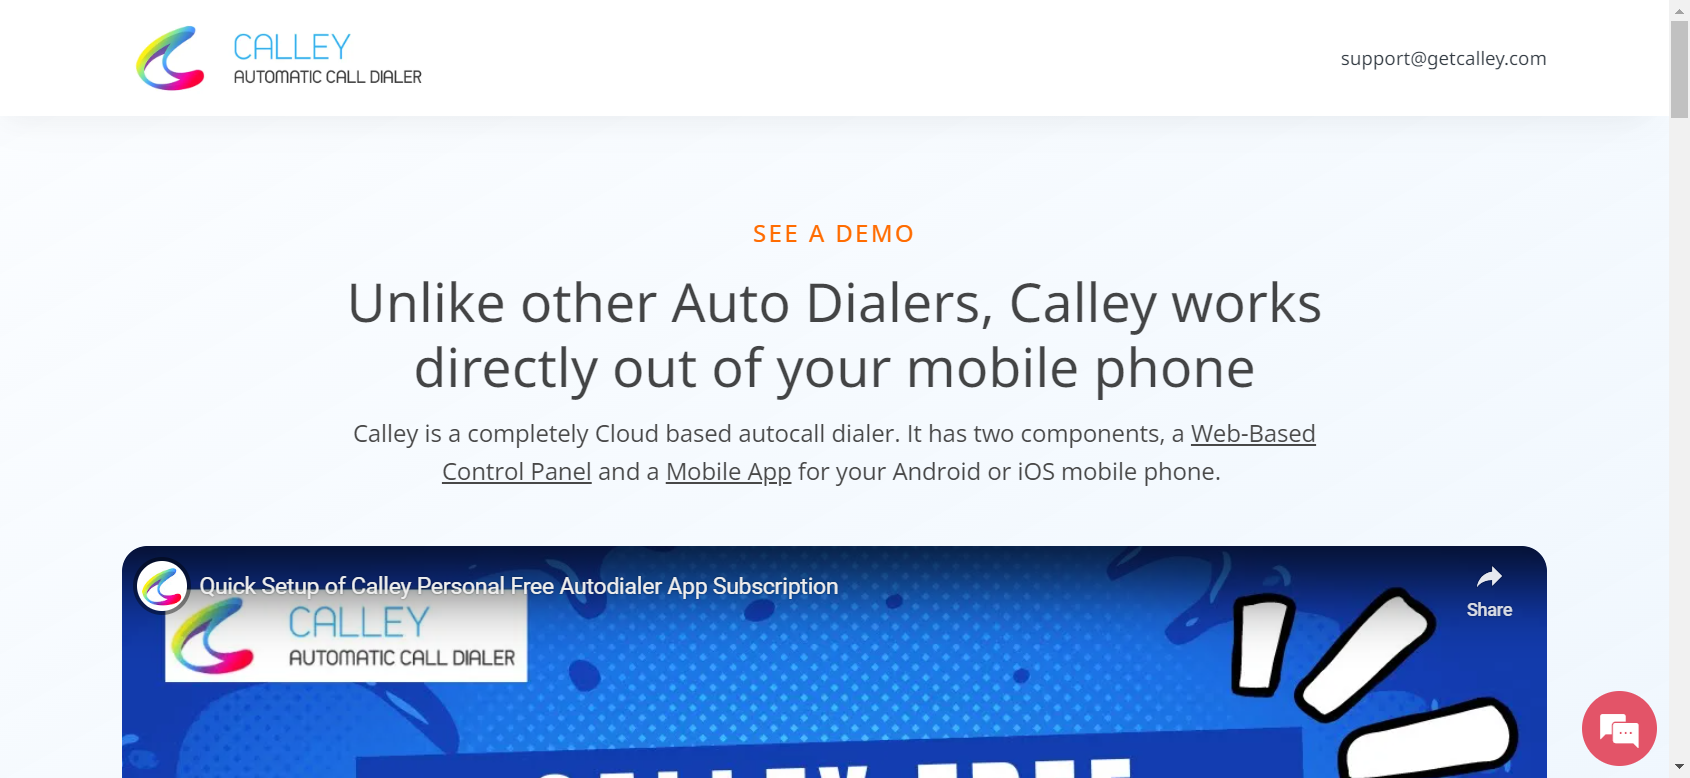 CALLEY
AUTOMATIC CALL DIALER
support@getcalley.com
SEE A DEMO
Unlike other Auto Dialers, Calley works
directly out of your mobile phone
Calley is a completely Cloud based autocall dialer. It has two components, a Web-Based
Control Panel and a Mobile App for your Android or iOS mobile phone.
Quick Setup of Calley Personal Free Autodialer App Subscription
Share
CALLEY
AUTOMATIC CALL DIALER
CALLEY FREE